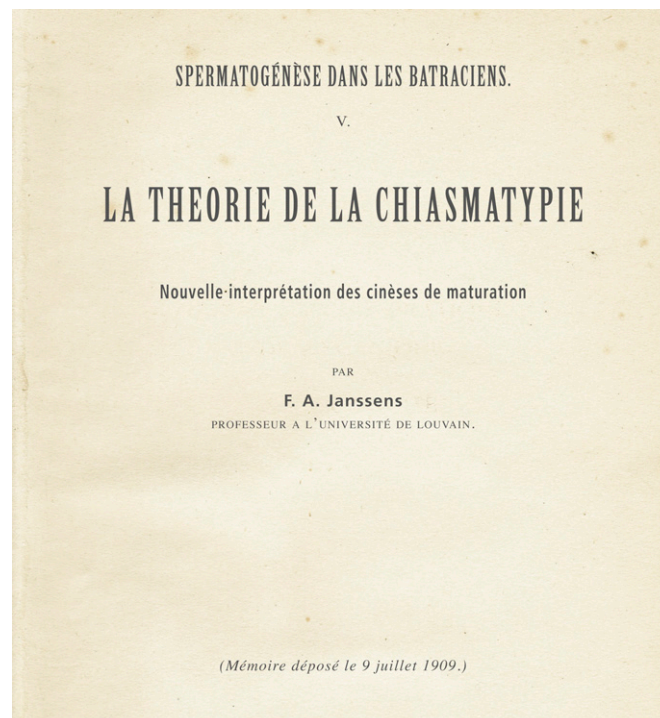 SPERMATOGÉNÈSE DANS LES BATRACIENS.
V.
LA THEORIE DE LA CHIASMATYPIE
Nouvelle interprétation des cinèses de maturation
PAR
F. A. Janssens
PROFESSEUR A L'UNIVERSITÉ DE LOUVAIN.
(Mémoire déposé le 9 juillet 1909.)